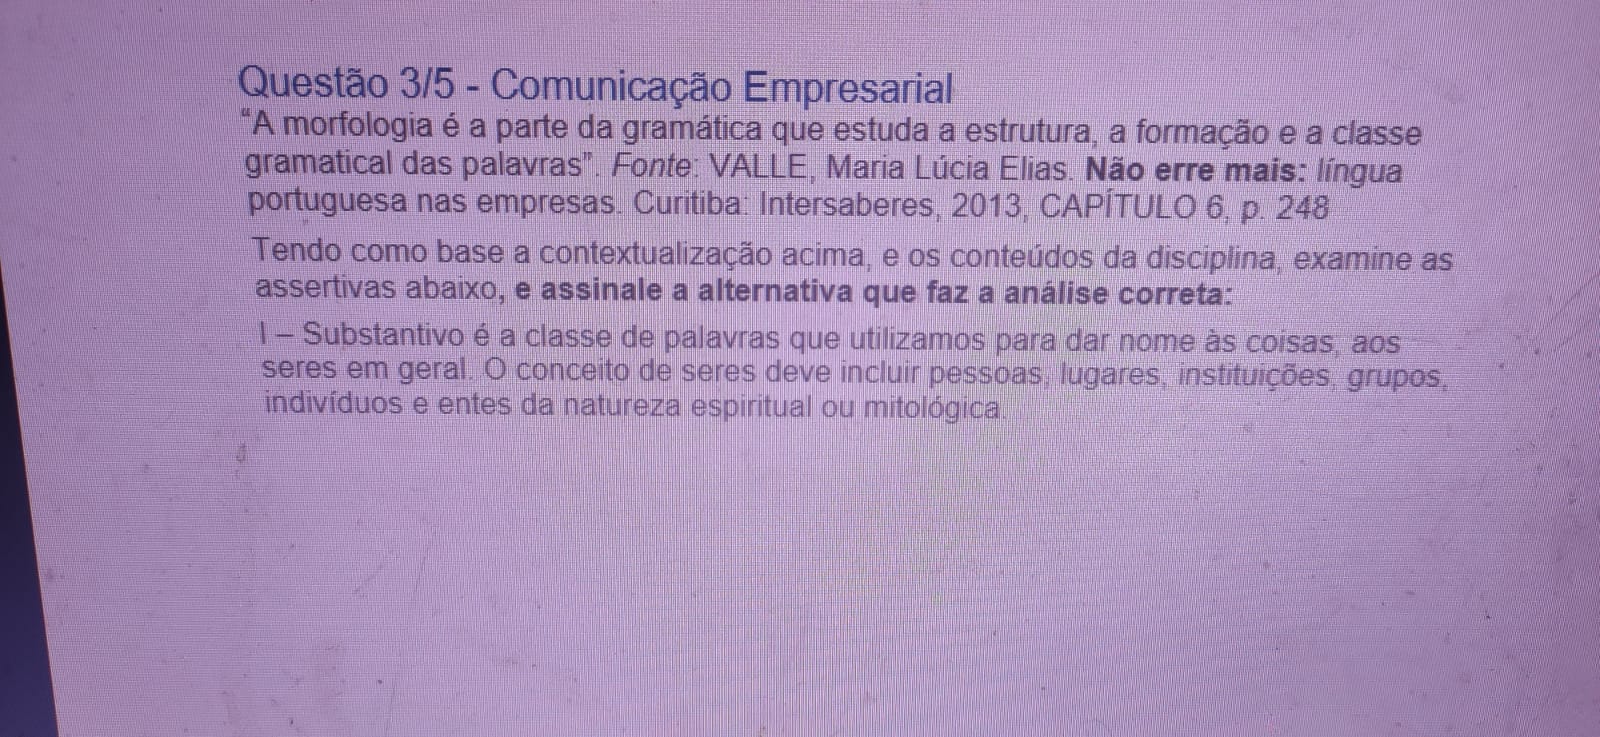 Questão 3/5 - Comunicação Empresarial
“A morfologia é a parte da gramática que estuda a estrutura, a formação e a classe
gramatical das palavras”. Fonte: VALLE, Maria Lúcia Elias. Não erre mais: língua
portuguesa nas empresas. Curitiba: Intersaberes, 2013, CAPÍTULO 6, p. 248
Tendo como base a contextualização acima, e os conteúdos da disciplina, examine as
assertivas abaixo, e assinale a alternativa que faz a análise correta:
I – Substantivo é a classe de palavras que utilizamos para dar nome às coisas, aos
seres em geral. O conceito de seres deve incluir pessoas, lugares, instituições, grupos,
indivíduos e entes da natureza espiritual ou mitológica.